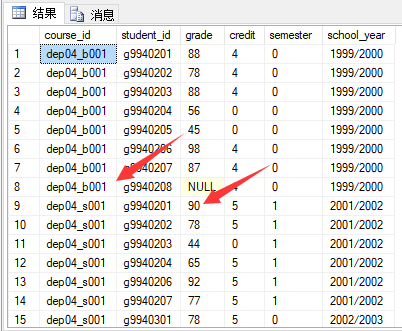 结果 消息
course_id student_id grade credit semester school_year
1 dep04_b001 g9940201 88 4 0 1999/2000
2 dep04_b001 g9940202 78 4 0 1999/2000
3 dep04_b001 g9940203 88 4 0 1999/2000
4 dep04_b001 g9940204 56 0 0 1999/2000
5 dep04_b001 g9940205 45 0 0 1999/2000
6 dep04_b001 g9940206 98 4 0 1999/2000
7 dep04_b001 g9940207 87 4 0 1999/2000
8 dep04_b001 g9940208 NULL 0 1999/2000
9 dep04_s001 g9940201 90 5 1 2001/2002
10 dep04_s001 g9940202 78 5 1 2001/2002
11 dep04_s001 g9940203 44 0 1 2001/2002
12 dep04_s001 g9940204 65 5 1 2001/2002
13 dep04_s001 g9940206 92 5 1 2001/2002
14 dep04_s001 g9940207 77 5 1 2001/2002
15 dep04_s001 g9940301 78 5 0 2002/2003